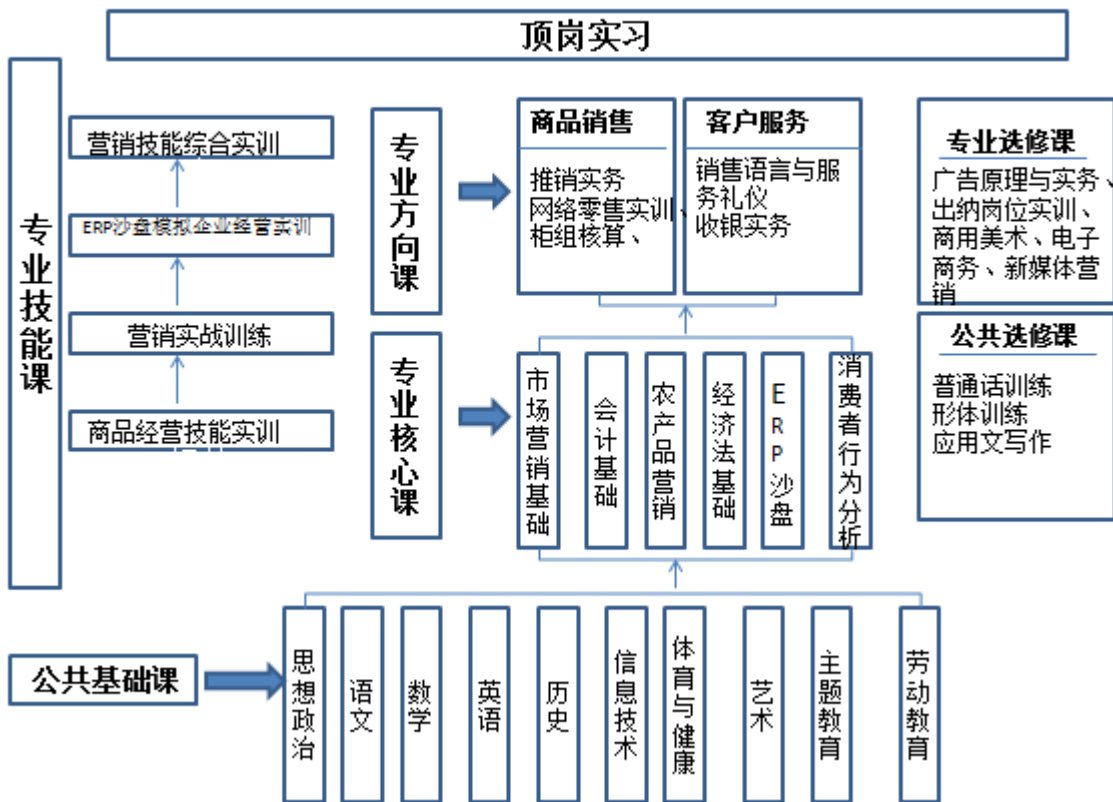 顶岗实习
专业技能课
营销技能综合实训
ERP沙盘模拟企业经营实训
营销实战训练
商品经营技能实训
专业方向课
商品销售
推销实务
网络零售实训、
柜组核算、
客户服务
销售语言与服
务礼仪
收银实务
专业选修课
广告原理与实务、
出纳岗位实训、
商用美术、电子
商务、新媒体营
销
专业核心课
市场营销基础
会计基础
农产品营销
经济法基础
ERP沙盘
消费者行为分析
公共选修课
普通话训练
形体训练
应用文写作
公共基础课
思想政治
语文
数学
英语
历史
信息技术
体育与健康
艺术
主题教育
劳动教育